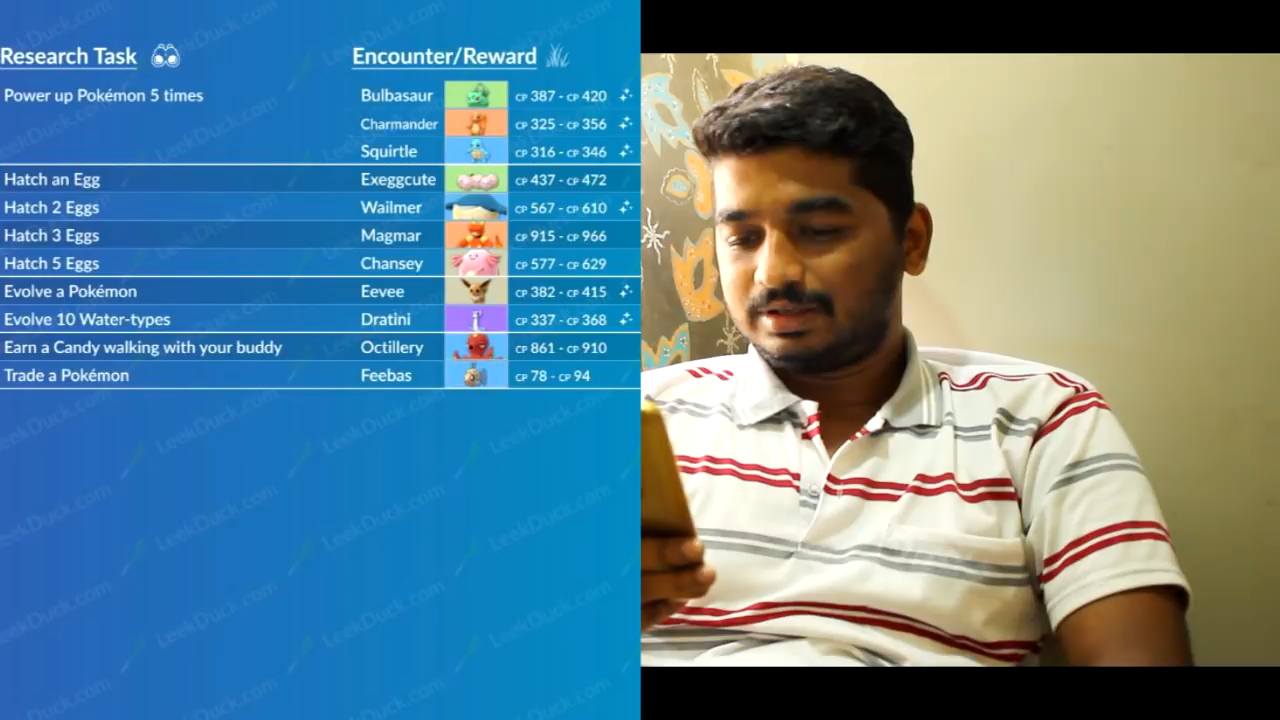 Research Task Encounter/Reward
Power up Pokémon 5 times Bulbasaur CP 387 - CP 420
Charmander CP 325 - CP 356
Squirtle CP 316 - CP 346
Hatch an Egg Exeggcute CP 437 - CP 472
Hatch 2 Eggs Wailmer CP 567 - CP 610
Hatch 3 Eggs Magmar CP 915 - CP 966
Hatch 5 Eggs Chansey CP 577 - CP 629
Evolve a Pokémon Eevee CP 382 - CP 415
Evolve 10 Water-types Dratini CP 337 - CP 368
Earn a Candy walking with your buddy Octillery CP 861 - CP 910
Trade a Pokémon Feebas CP 78 - CP 94
LeekDuck.com